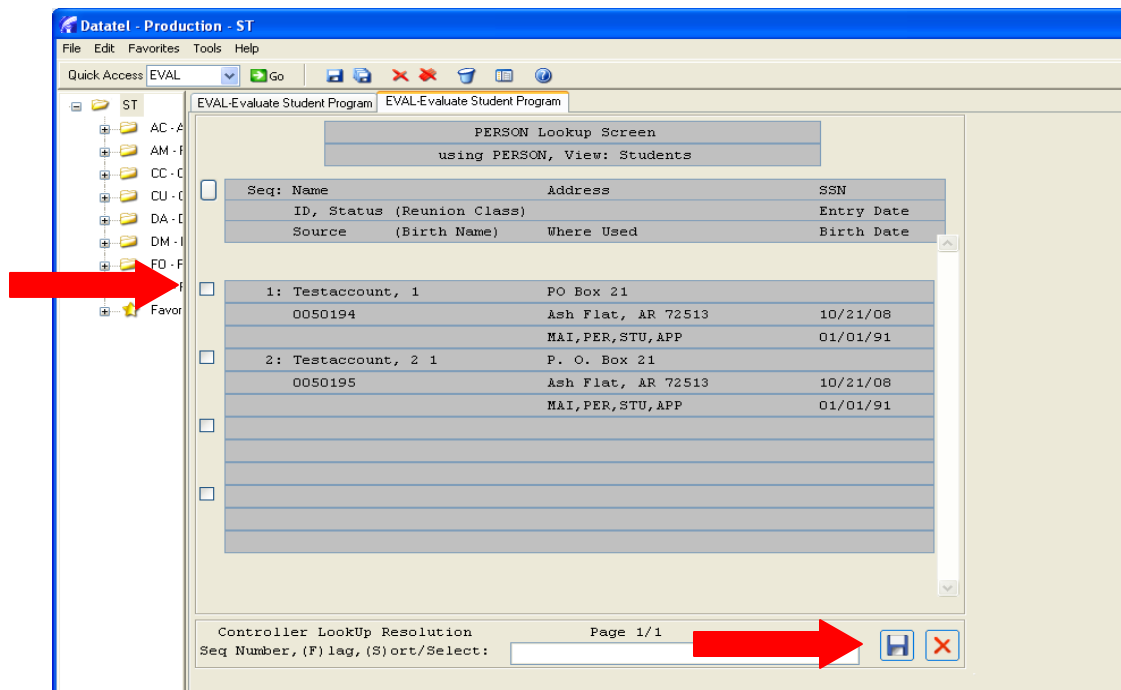 Datatel - Production - ST
File Edit Favorites Tools Help
Quick Access EVAL Go
ST
AC - A
AM - F
CC - C
CU - C
DA - D
DM - I
FO - F
Favor
EVAL-Evaluate Student Program EVAL-Evaluate Student Program
PERSON Lookup Screen
using PERSON, View: Students
Seq: Name Address SSN
ID, Status (Reunion Class) Entry Date
Source (Birth Name) Where Used Birth Date
1: Testaccount, 1 PO Box 21
0050194 Ash Flat, AR 72513 10/21/08
MAI,PER,STU,APP 01/01/91
2: Testaccount, 2 1 P. O. Box 21
0050195 Ash Flat, AR 72513 10/21/08
MAI,PER,STU,APP 01/01/91
Controller LookUp Resolution Page 1/1
Seq Number,(F)lag,(S)ort/Select: